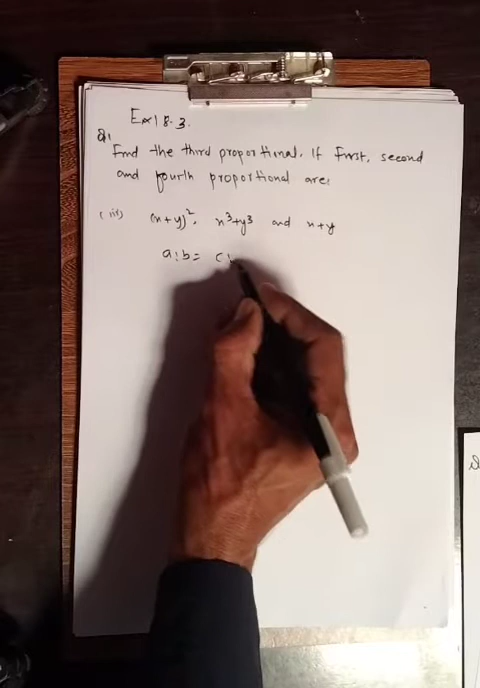 Ex 18.3.
Q1
Find the third proportional. If first, second
and fourth proportional are:
(iii) (x+y)², x³+y³ and x+y
a:b = c: